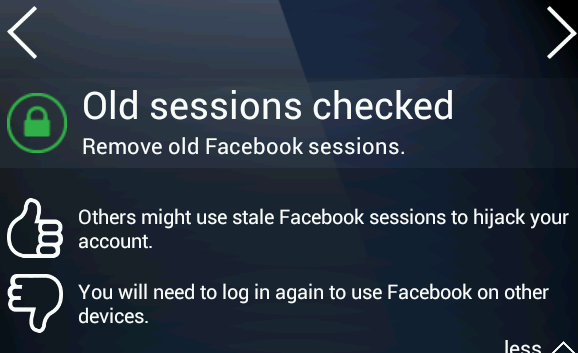 Old sessions checked
Remove old Facebook sessions.
Others might use stale Facebook sessions to hijack your
account.
You will need to log in again to use Facebook on other
devices.
less